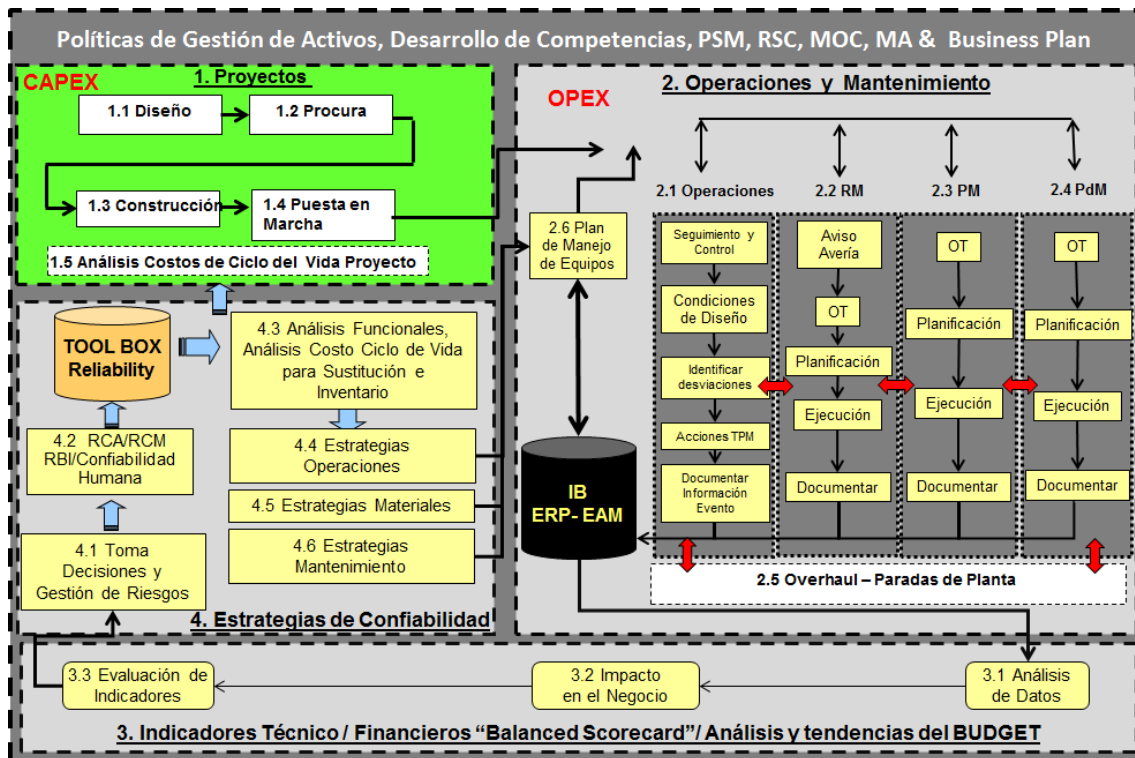 Políticas de Gestión de Activos, Desarrollo de Competencias, PSM, RSC, MOC, MA & Business Plan
CAPEX
1. Proyectos
1.1 Diseño
1.2 Procura
1.3 Construcción
1.4 Puesta en
Marcha
1.5 Análisis Costos de Ciclo del Vida Proyecto
OPEX
2. Operaciones y Mantenimiento
2.1 Operaciones
2.2 RM
2.3 PM
2.4 PdM
2.6 Plan
de Manejo
de Equipos
Seguimiento y
Control
Condiciones
de Diseño
Identificar
desviaciones
Acciones TPM
Documentar
Información
Evento
Aviso
Avería
OT
Planificación
Ejecución
Documentar
OT
Planificación
Ejecución
Documentar
OT
Planificación
Ejecución
Documentar
IB
ERP- EAM
2.5 Overhaul – Paradas de Planta
TOOL BOX
Reliability
4.3 Análisis Funcionales,
Análisis Costo Ciclo de Vida
para Sustitución e
Inventario
4.2 RCA/RCM
RBI/Confiabilidad
Humana
4.4 Estrategias
Operaciones
4.5 Estrategias Materiales
4.6 Estrategias
Mantenimiento
4.1 Toma
Decisiones y
Gestión de Riesgos
4. Estrategias de Confiabilidad
3.3 Evaluación de
Indicadores
3.2 Impacto
en el Negocio
3.1 Análisis
de Datos
3. Indicadores Técnico / Financieros “Balanced Scorecard”/ Análisis y tendencias del BUDGET